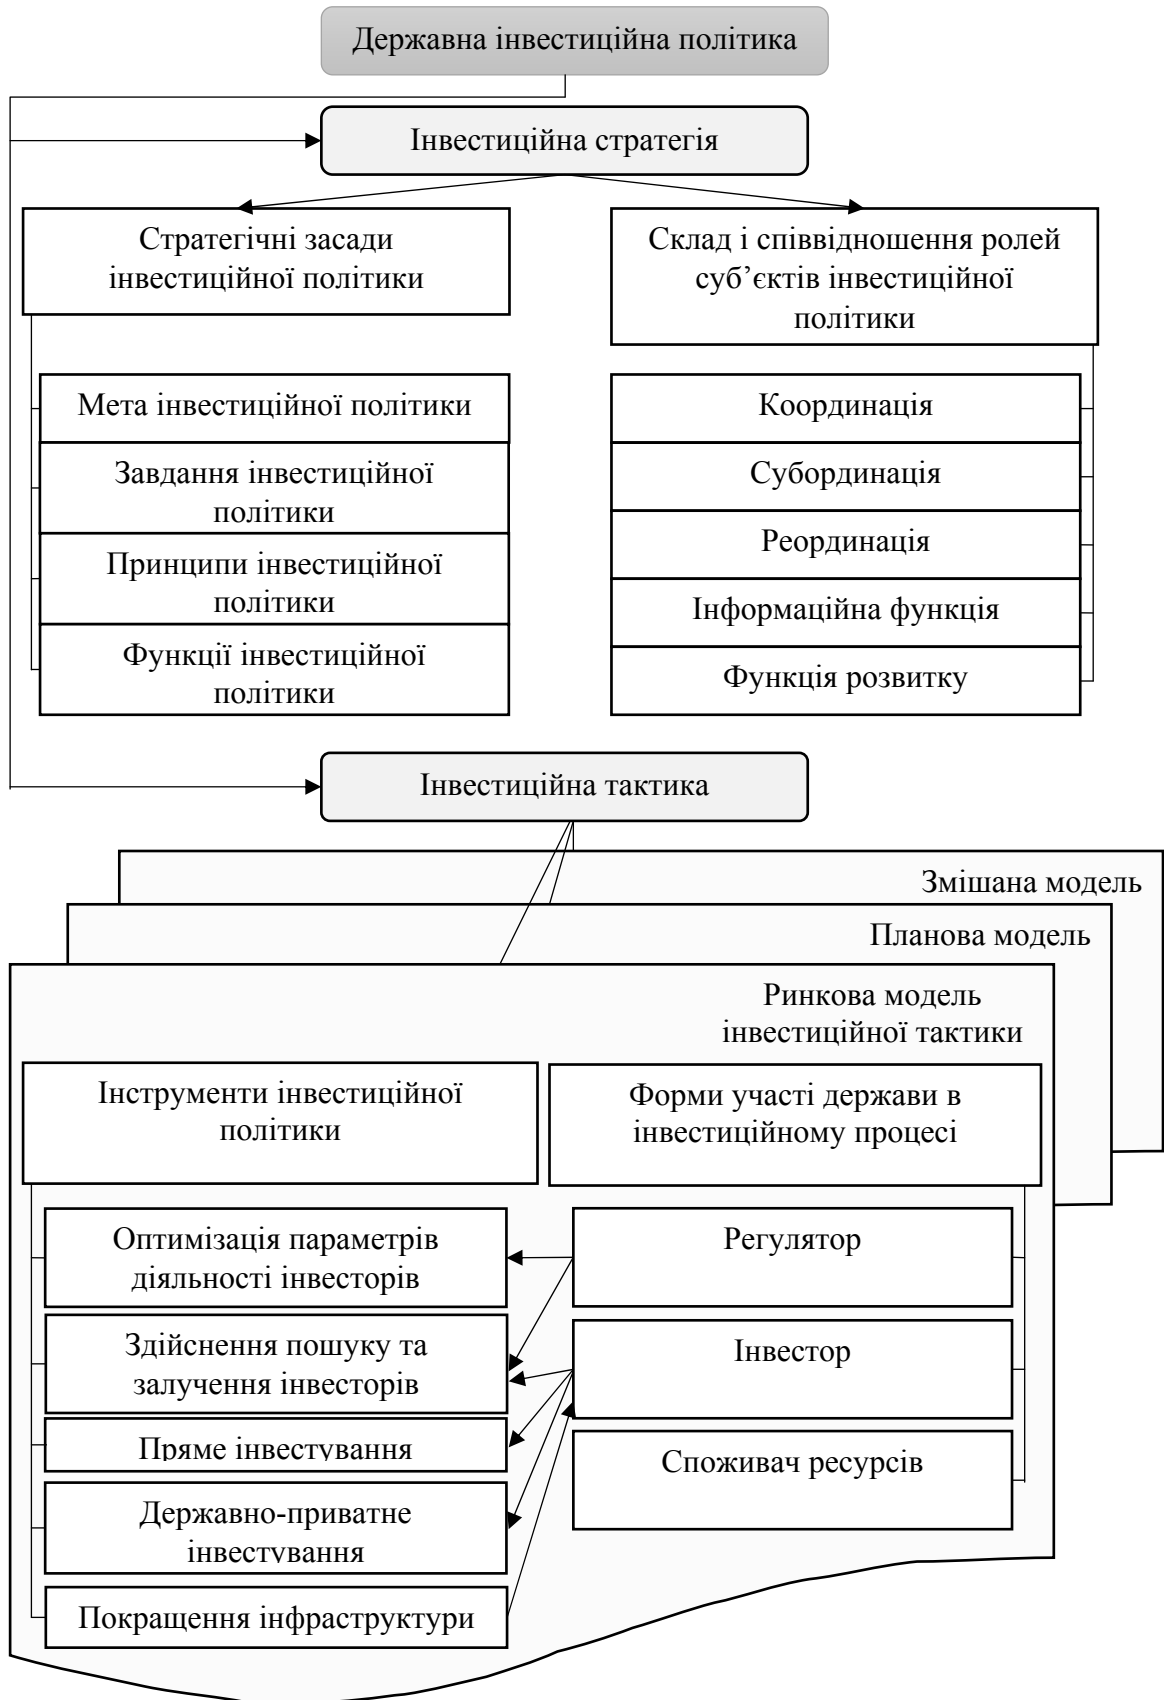 Державна інвестиційна політика
Інвестиційна стратегія
Стратегічні засади
інвестиційної політики
Склад і співвідношення ролей
суб’єктів інвестиційної
політики
Мета інвестиційної політики
Завдання інвестиційної
політики
Принципи інвестиційної
політики
Функції інвестиційної
політики
Координація
Субординація
Реординація
Інформаційна функція
Функція розвитку
Інвестиційна тактика
Змішана модель
Планова модель
Ринкова модель
інвестиційної тактики
Інструменти інвестиційної
політики
Форми участі держави в
інвестиційному процесі
Оптимізація параметрів
діяльності інвесторів
Здійснення пошуку та
залучення інвесторів
Пряме інвестування
Державно-приватне
інвестування
Покращення інфраструктури
Регулятор
Інвестор
Споживач ресурсів